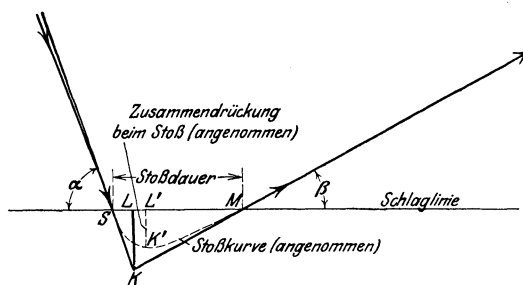 Zusammendrückung
beim Stoß (angenommen)
α
Stoßdauer
β
S
L
L'
M
Schlaglinie
K'
Stoßkurve (angenommen)
K